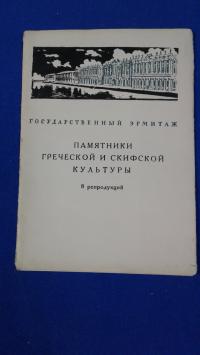 ГОСУДАРСТВЕННЫЙ ЭРМИТАЖ
ПАМЯТНИКИ
ГРЕЧЕСКОЙ И СКИФСКОЙ
КУЛЬТУРЫ
8 репродукций